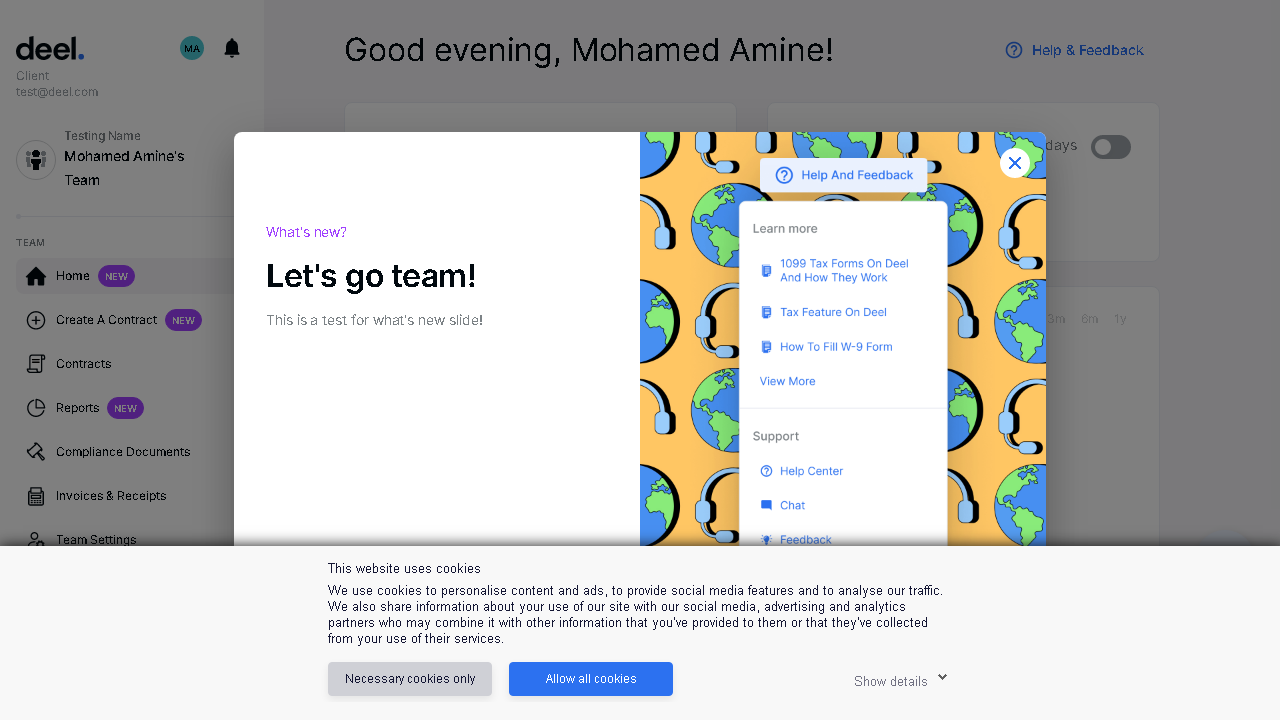 deel.
MA
Client
test@deel.com
Testing Name
Mohamed Amine's
Team
TEAM
Home NEW
Create A Contract NEW
Contracts
Reports NEW
Compliance Documents
Invoices & Receipts
Team Settings
Good evening, Mohamed Amine!
Help & Feedback
days
3m 6m 1y
What's new?
Let's go team!
This is a test for what's new slide!
Help And Feedback
Learn more
1099 Tax Forms On Deel
And How They Work
Tax Feature On Deel
How To Fill W-9 Form
View More
Support
Help Center
Chat
Feedback
This website uses cookies
We use cookies to personalise content and ads, to provide social media features and to analyse our traffic.
We also share information about your use of our site with our social media, advertising and analytics
partners who may combine it with other information that you've provided to them or that they've collected
from your use of their services.
Necessary cookies only
Allow all cookies
Show details